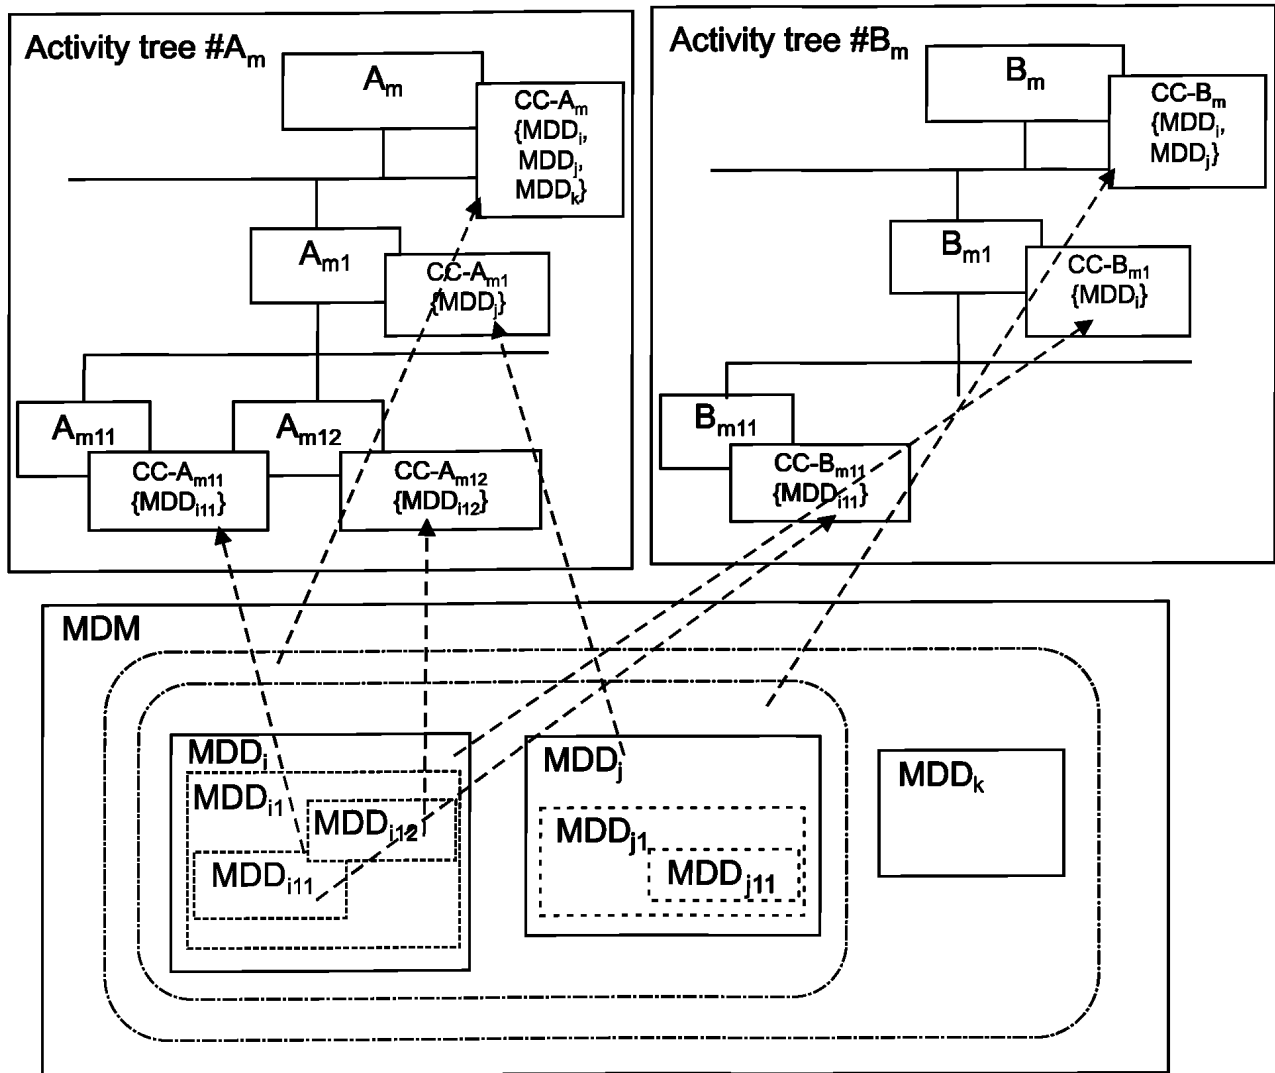 Activity tree #Am
Am
CC-Am
{MDDi,
MDDj,
MDDk}
Am1
CC-Am1
{MDDj}
Am11
CC-Am11
{MDDi11}
Am12
CC-Am12
{MDDi12}
Activity tree #Bm
Bm
CC-Bm
{MDDi,
MDDj}
Bm1
CC-Bm1
{MDDi}
Bm11
CC-Bm11
{MDDi11}
MDM
MDDi
MDDi1
MDDi12
MDDi11
MDDj
MDDj1
MDDj11
MDDk